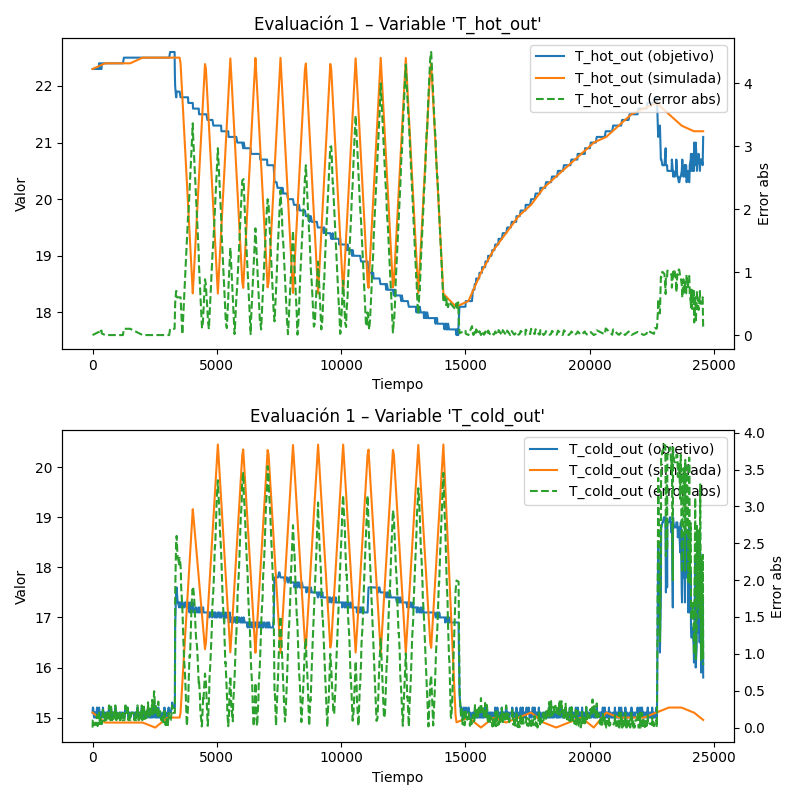 Evaluación 1 – Variable 'T_hot_out'
T_hot_out (objetivo)
T_hot_out (simulada)
T_hot_out (error abs)
22
21
20
19
18
Valor
4
3
2
1
0
Error abs
0
5000
10000
15000
20000
25000
Tiempo
Evaluación 1 – Variable 'T_cold_out'
T_cold_out (objetivo)
T_cold_out (simulada)
T_cold_out (error abs)
20
19
18
17
16
15
Valor
4.0
3.5
3.0
2.5
2.0
1.5
1.0
0.5
0.0
Error abs
0
5000
10000
15000
20000
25000
Tiempo